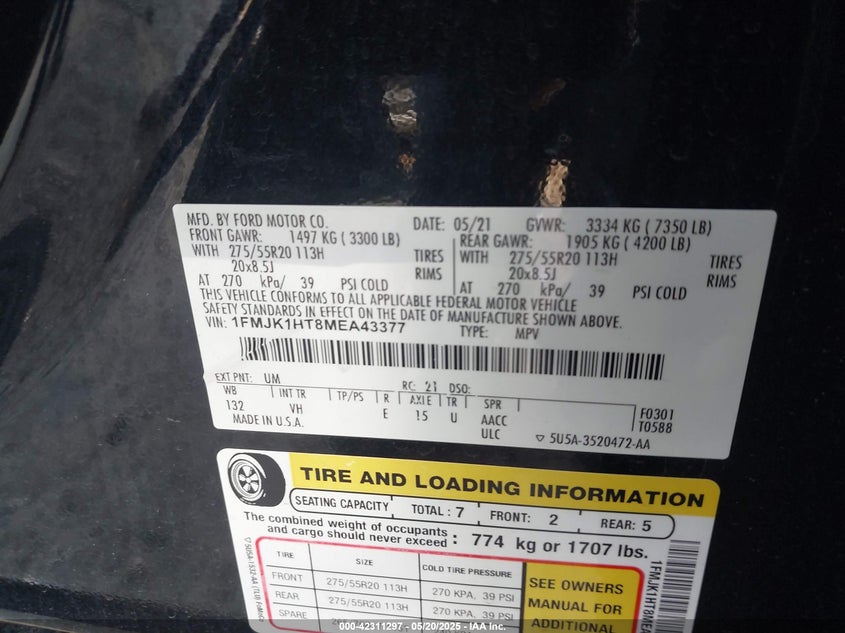 MFD. BY FORD MOTOR CO.
DATE: 05/21 GVWR: 3334 KG ( 7350 LB)
FRONT GAWR: 1497 KG ( 3300 LB) REAR GAWR: 1905 KG ( 4200 LB)
WITH 275/55R20 113H TIRES WITH 275/55R20 113H TIRES
20x8.5J RIMS 20x8.5J RIMS
AT 270 kPa/ 39 PSI COLD AT 270 kPa/ 39 PSI COLD
THIS VEHICLE CONFORMS TO ALL APPLICABLE FEDERAL MOTOR VEHICLE
SAFETY STANDARDS IN EFFECT ON THE DATE OF MANUFACTURE SHOWN ABOVE.
VIN: 1FMJK1HT8MEA43377
TYPE: MPV
EXT PNT: UM RC: 21 DSO:
WB INT TR TP/PS R AXLE TR SPR
132 VH E 15 U AACC
ULC
F0301
T0588
MADE IN U.S.A.
5U5A-3520472-AA
TIRE AND LOADING INFORMATION
SEATING CAPACITY TOTAL : 7 FRONT: 2 REAR: 5
The combined weight of occupants
and cargo should never exceed : 774 kg or 1707 lbs.
TIRE SIZE COLD TIRE PRESSURE
FRONT 275/55R20 113H 270 KPA, 39 PSI
REAR 275/55R20 113H 270 KPA, 39 PSI
SPARE
SEE OWNERS
MANUAL FOR
ADDITIONAL
000-42311297 - 05/20/2025 - IAA Inc.